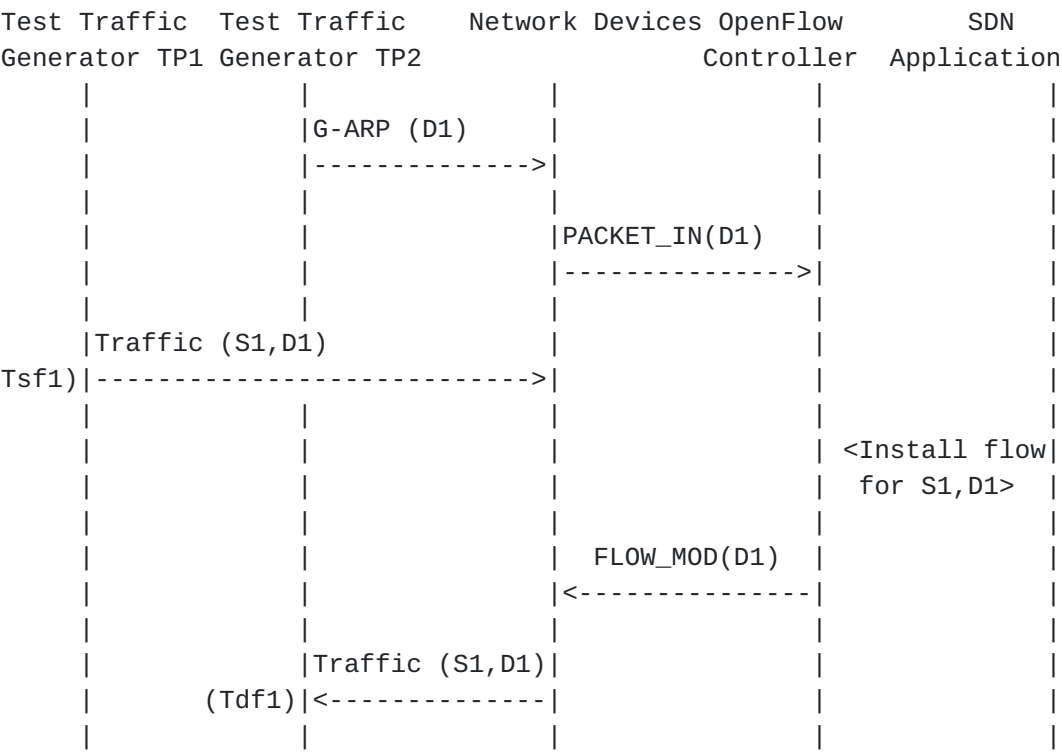 Test Traffic  Test Traffic    Network Devices OpenFlow        SDN
Generator TP1 Generator TP2                  Controller  Application
G-ARP (D1)
PACKET_IN(D1)
Traffic (S1,D1)
Tsf1)
<Install flow
for S1,D1>
FLOW_MOD(D1)
Traffic (S1,D1)
(Tdf1)